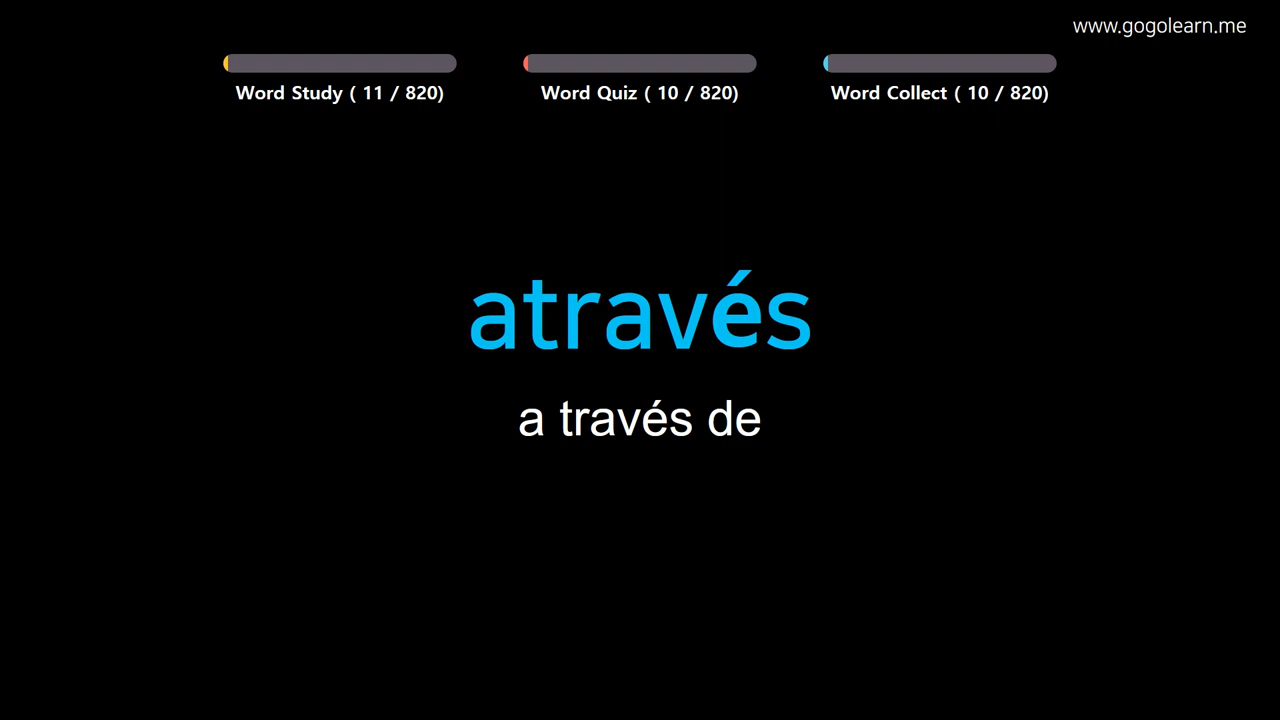 www.gogolearn.me
Word Study ( 11 / 820)
Word Quiz ( 10 / 820)
Word Collect ( 10 / 820)
através
a través de